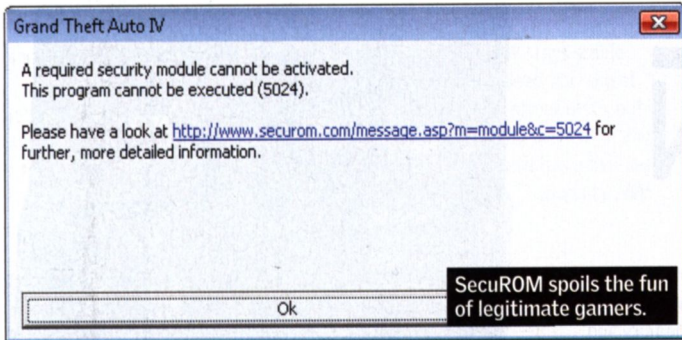 Grand Theft Auto IV
A required security module cannot be activated.
This program cannot be executed (5024).
Please have a look at http://www.securom.com/message.asp?m=module&c=5024 for
further, more detailed information.
Ok
SecuROM spoils the fun
of legitimate gamers.